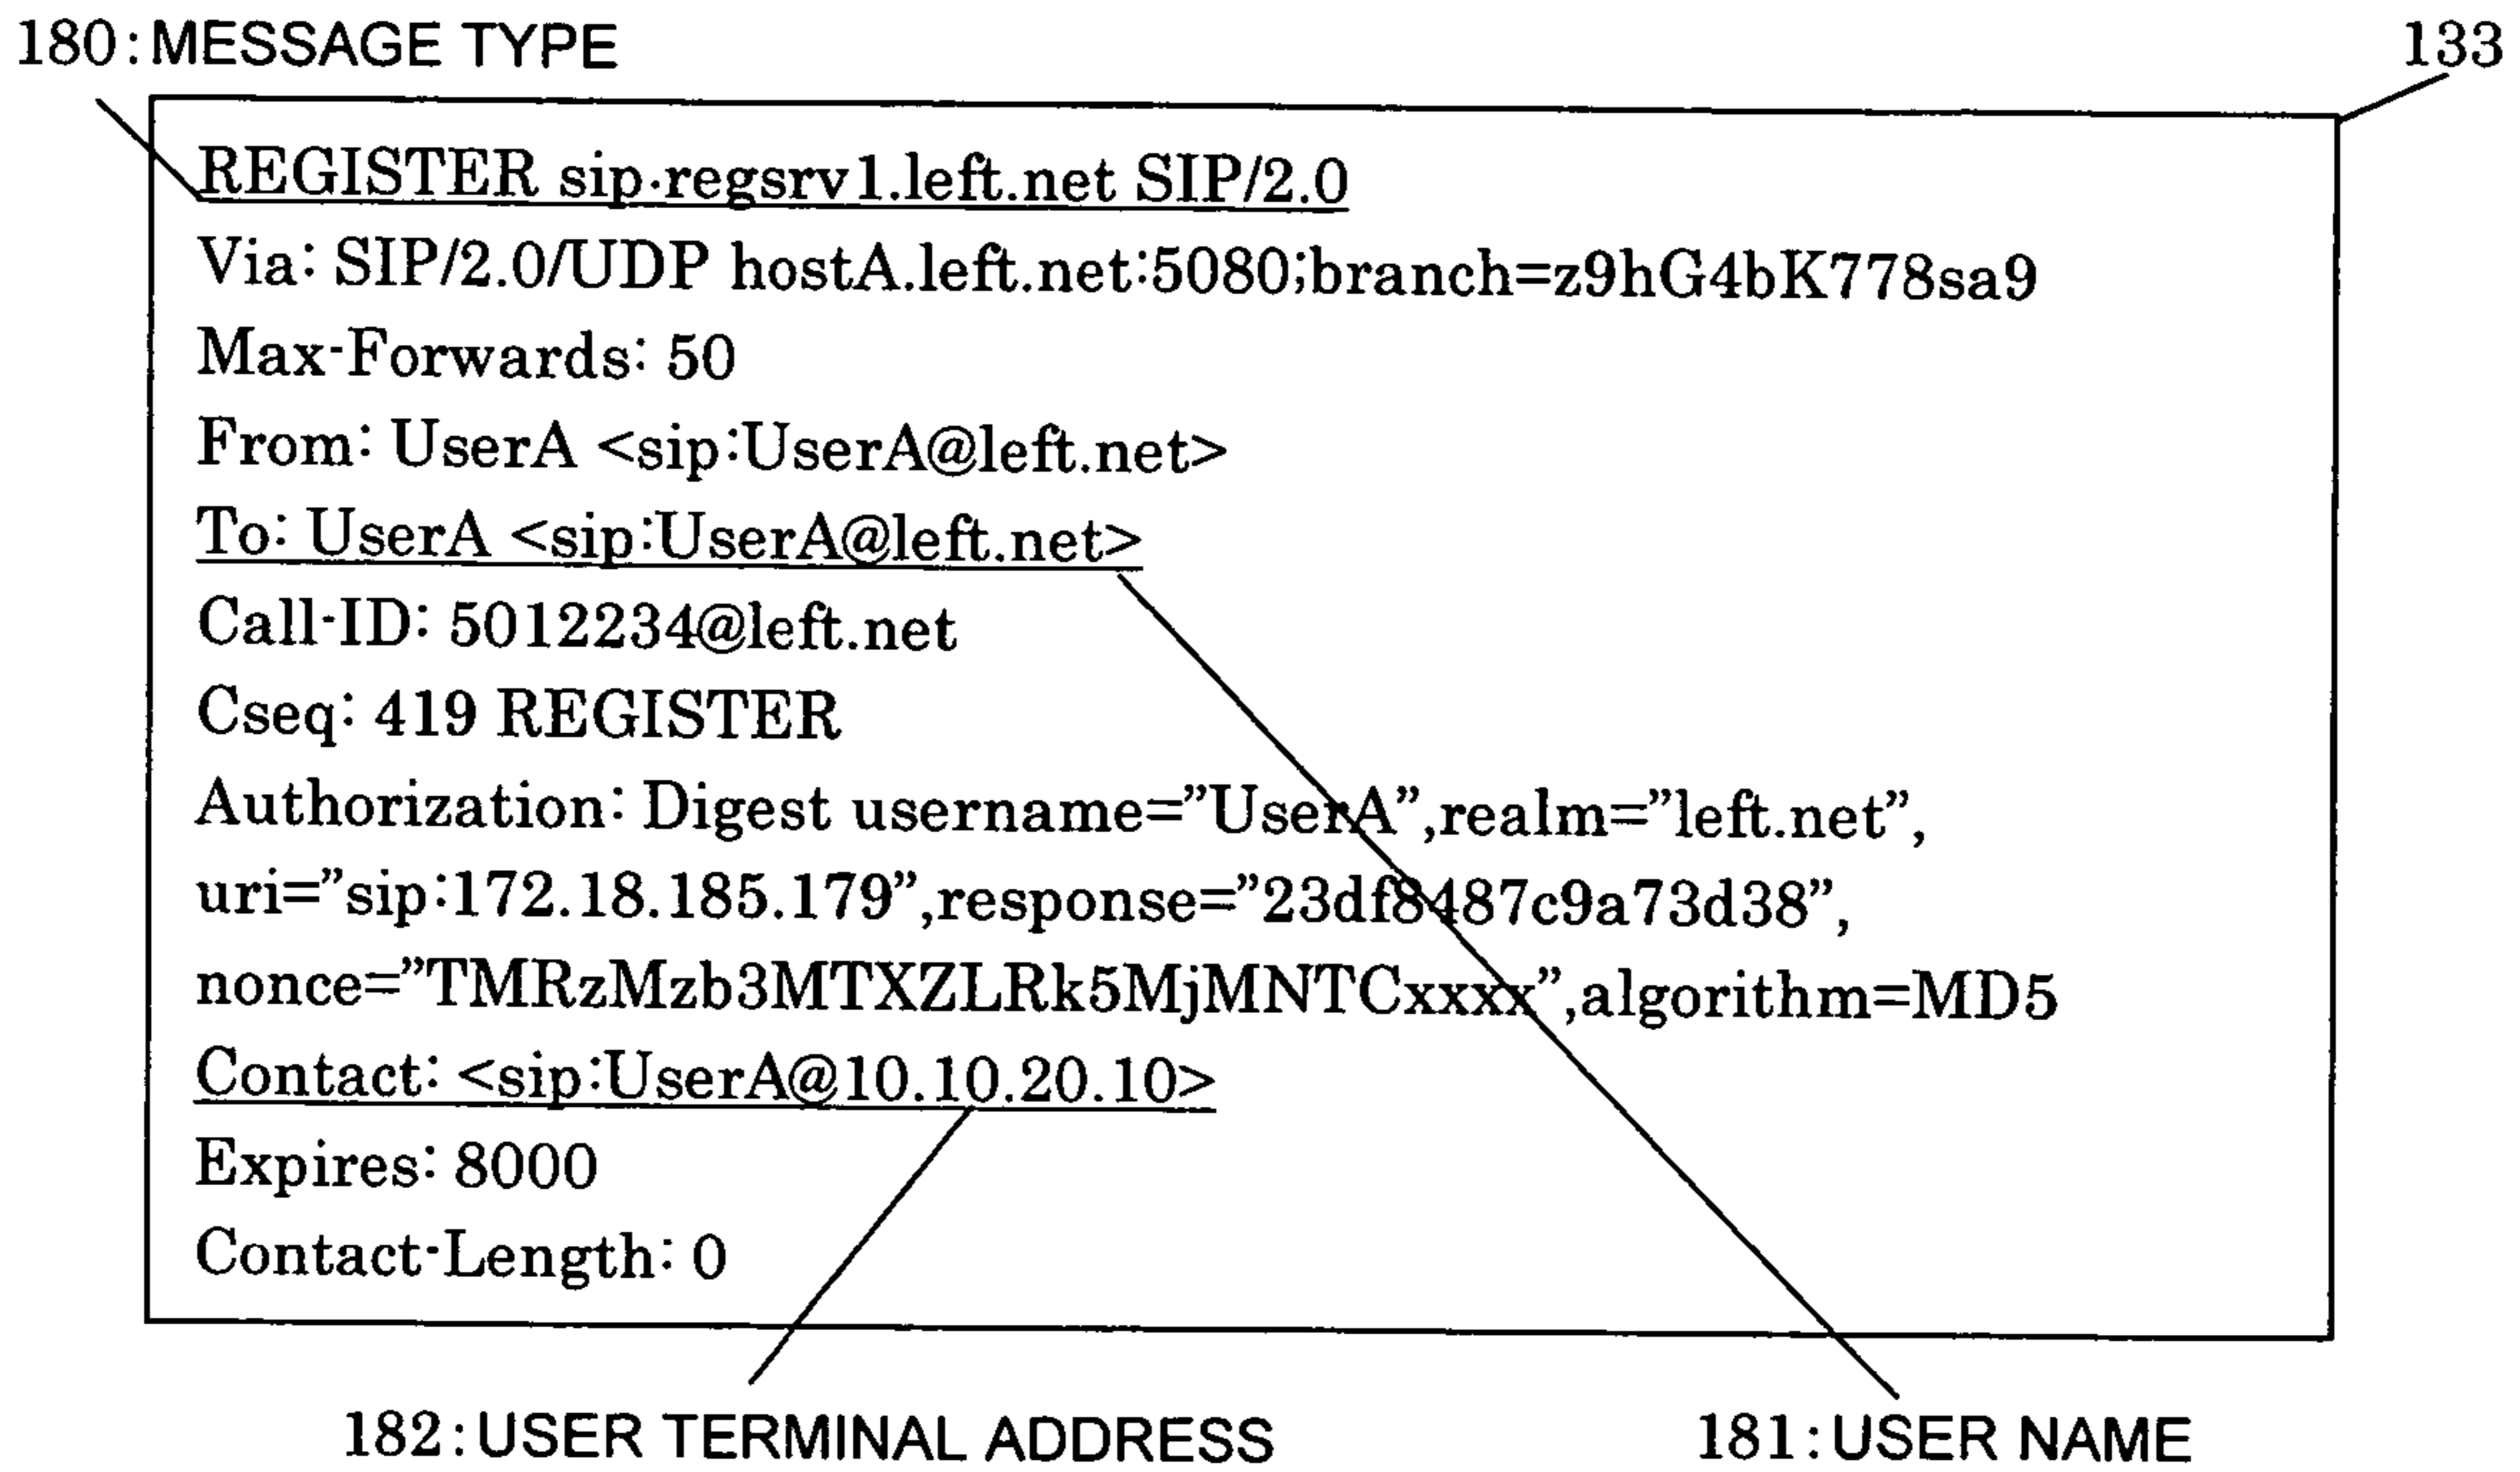 180:MESSAGE TYPE
133
REGISTER sip.regsrv1.left.net SIP/2.0
Via: SIP/2.0/UDP hostA.left.net:5080;branch=z9hG4bK778sa9
Max-Forwards: 50
From: UserA <sip:UserA@left.net>
To: UserA <sip:UserA@left.net>
Call-ID: 5012234@left.net
Cseq: 419 REGISTER
Authorization: Digest username=”UserA”,realm=”left.net”,
uri=”sip:172.18.185.179”,response=”23df8487c9a73d38”,
nonce=”TMRzMzb3MTXZLRk5MjMNTCxxxx”,algorithm=MD5
Contact: <sip:UserA@10.10.20.10>
Expires: 8000
Contact-Length: 0
182:USER TERMINAL ADDRESS
181:USER NAME